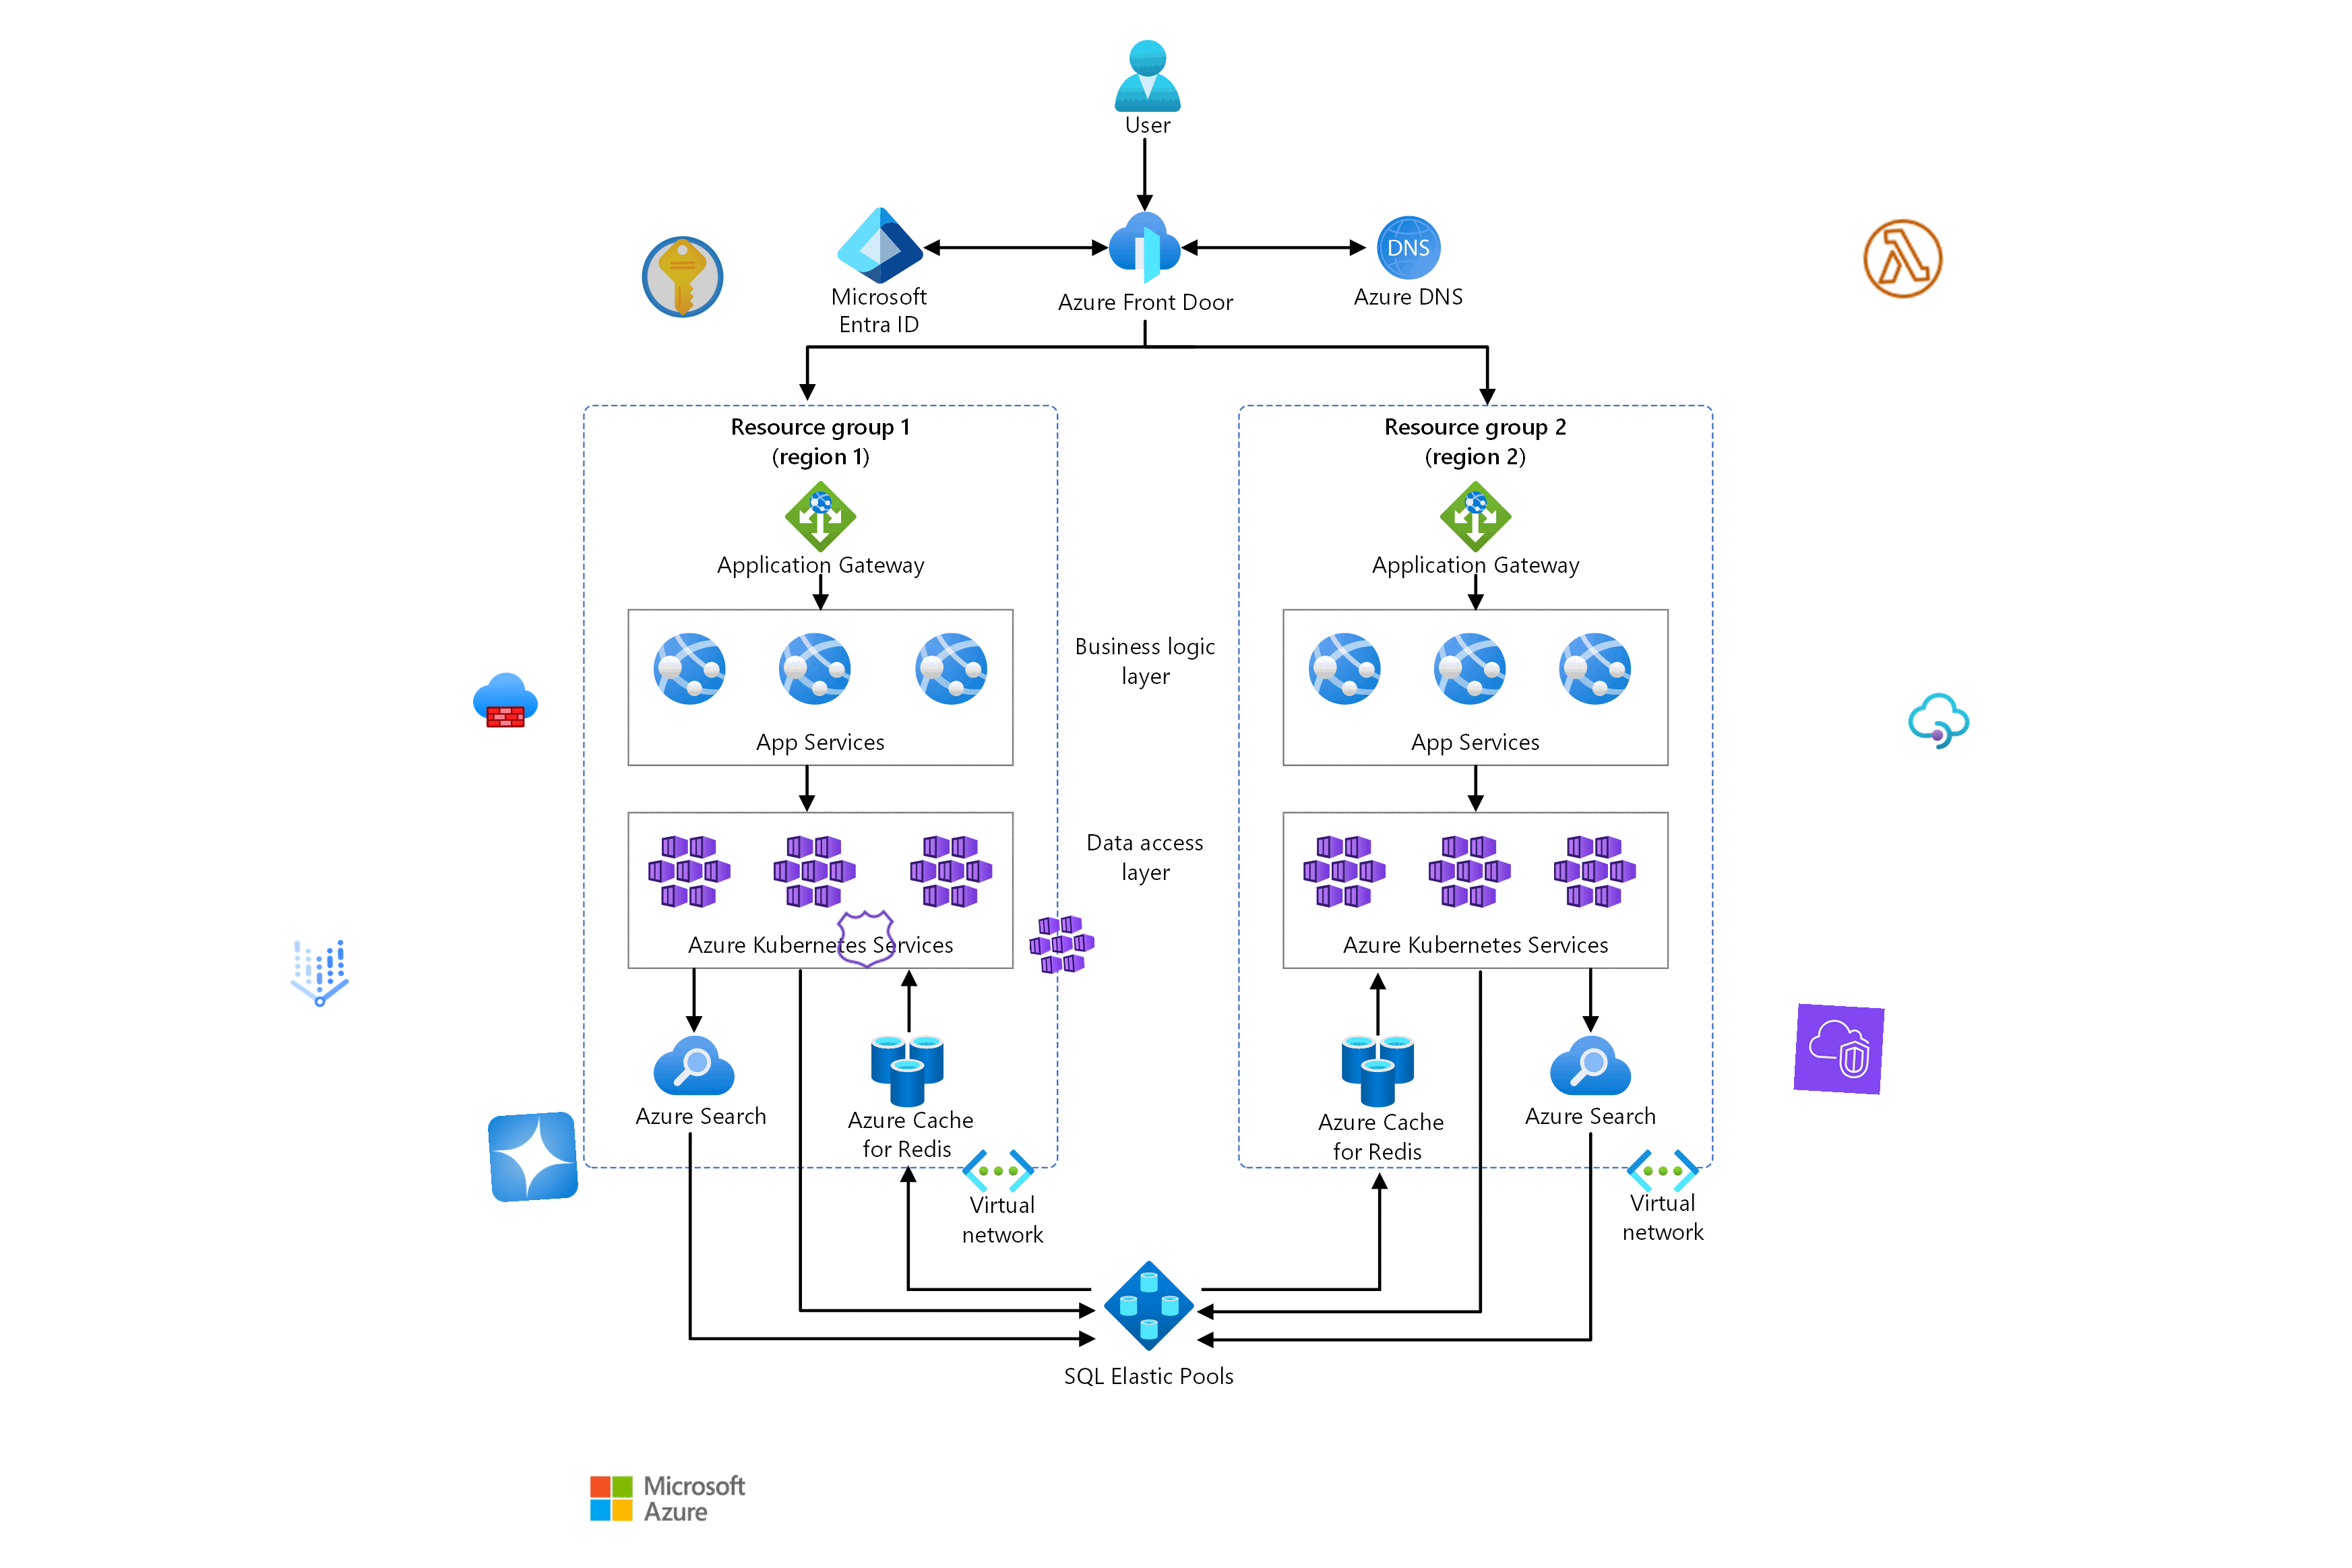 User
DNS
Microsoft
Entra ID
Azure Front Door
Azure DNS
Resource group 1
(region 1)
Resource group 2
(region 2)
Application Gateway
Application Gateway
Business logic
layer
App Services
App Services
Data access
layer
Azure Kubernetes Services
Azure Kubernetes Services
Azure Search
Azure Cache
for Redis
Azure Cache
for Redis
Azure Search
Virtual
network
Virtual
network
SQL Elastic Pools
Microsoft
Azure